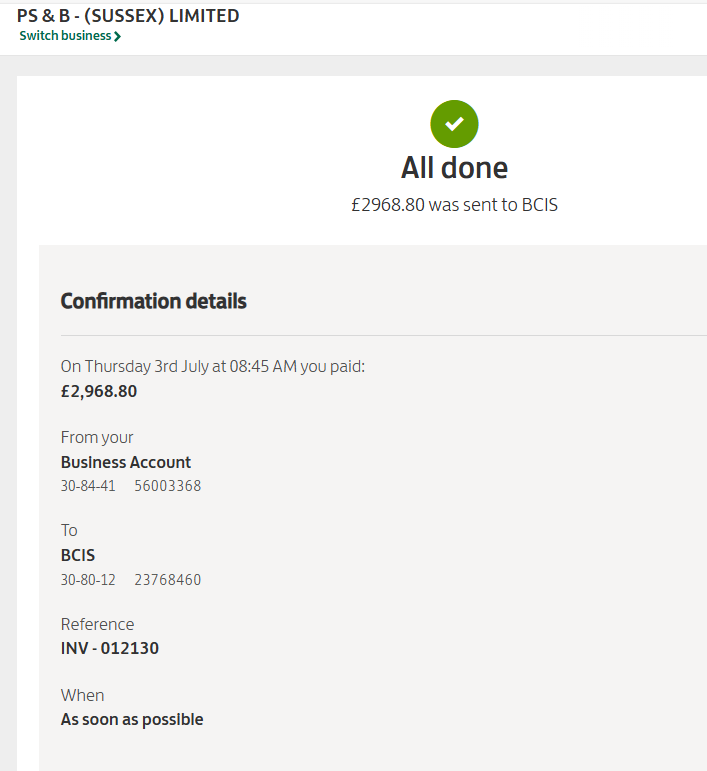 PS & B - (SUSSEX) LIMITED
Switch business
All done
£2968.80 was sent to BCIS
Confirmation details
On Thursday 3rd July at 08:45 AM you paid:
£2,968.80
From your
Business Account
30-84-41 56003368
To
BCIS
30-80-12 23768460
Reference
INV - 012130
When
As soon as possible